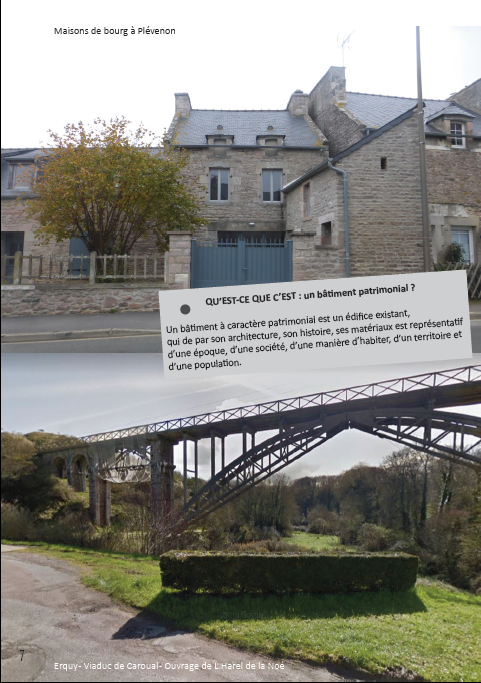 Maisons de bourg à Plévenon
QU'EST-CE QUE C'EST : un bâtiment patrimonial ?
Un bâtiment à caractère patrimonial est un édifice existant,
qui de par son architecture, son histoire, ses matériaux est représentatif
d'une époque, d'une société, d'une manière d'habiter, d'un territoire et
d'une population.
7
Erquy- Viaduc de Caroual- Ouvrage de L'Harel de la Noé